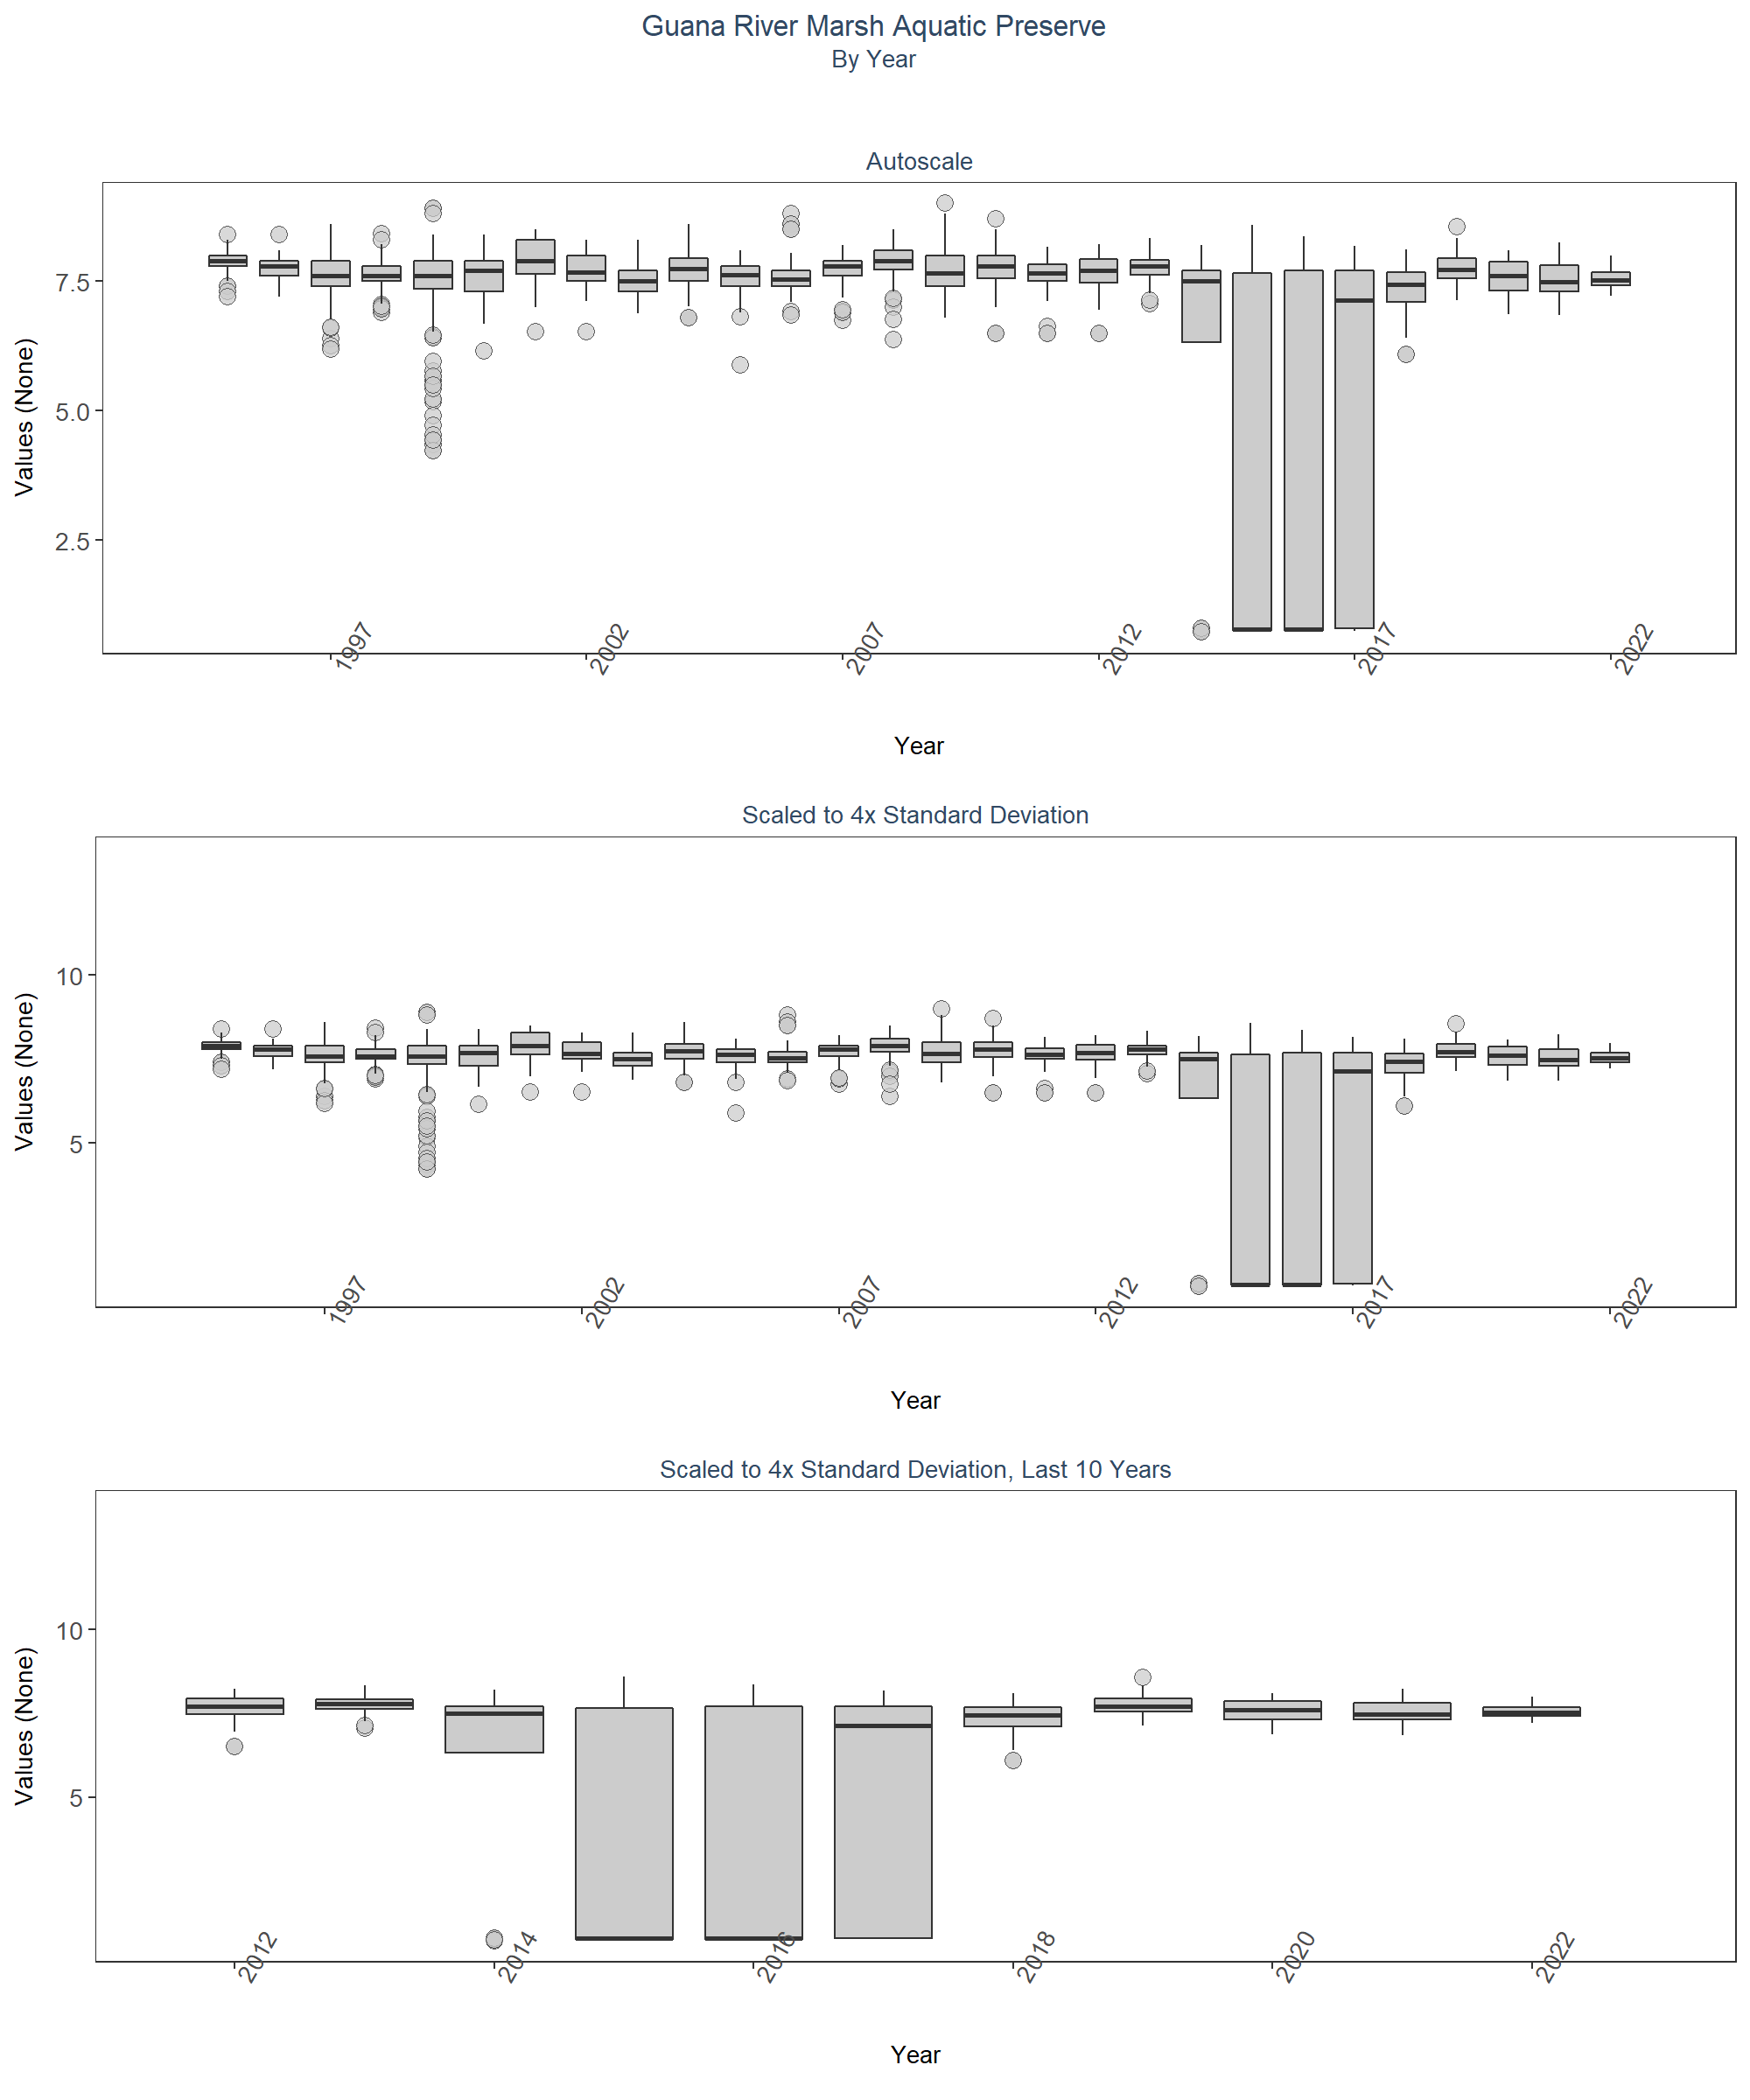 Guana River Marsh Aquatic Preserve
By Year
Autoscale
Values (None)
7.5
5.0
2.5
1997
2002
2007
2012
2017
2022
Year
Scaled to 4x Standard Deviation
Values (None)
10
5
1997
2002
2007
2012
2017
2022
Year
Scaled to 4x Standard Deviation, Last 10 Years
Values (None)
10
5
2012
2014
2016
2018
2020
2022
Year